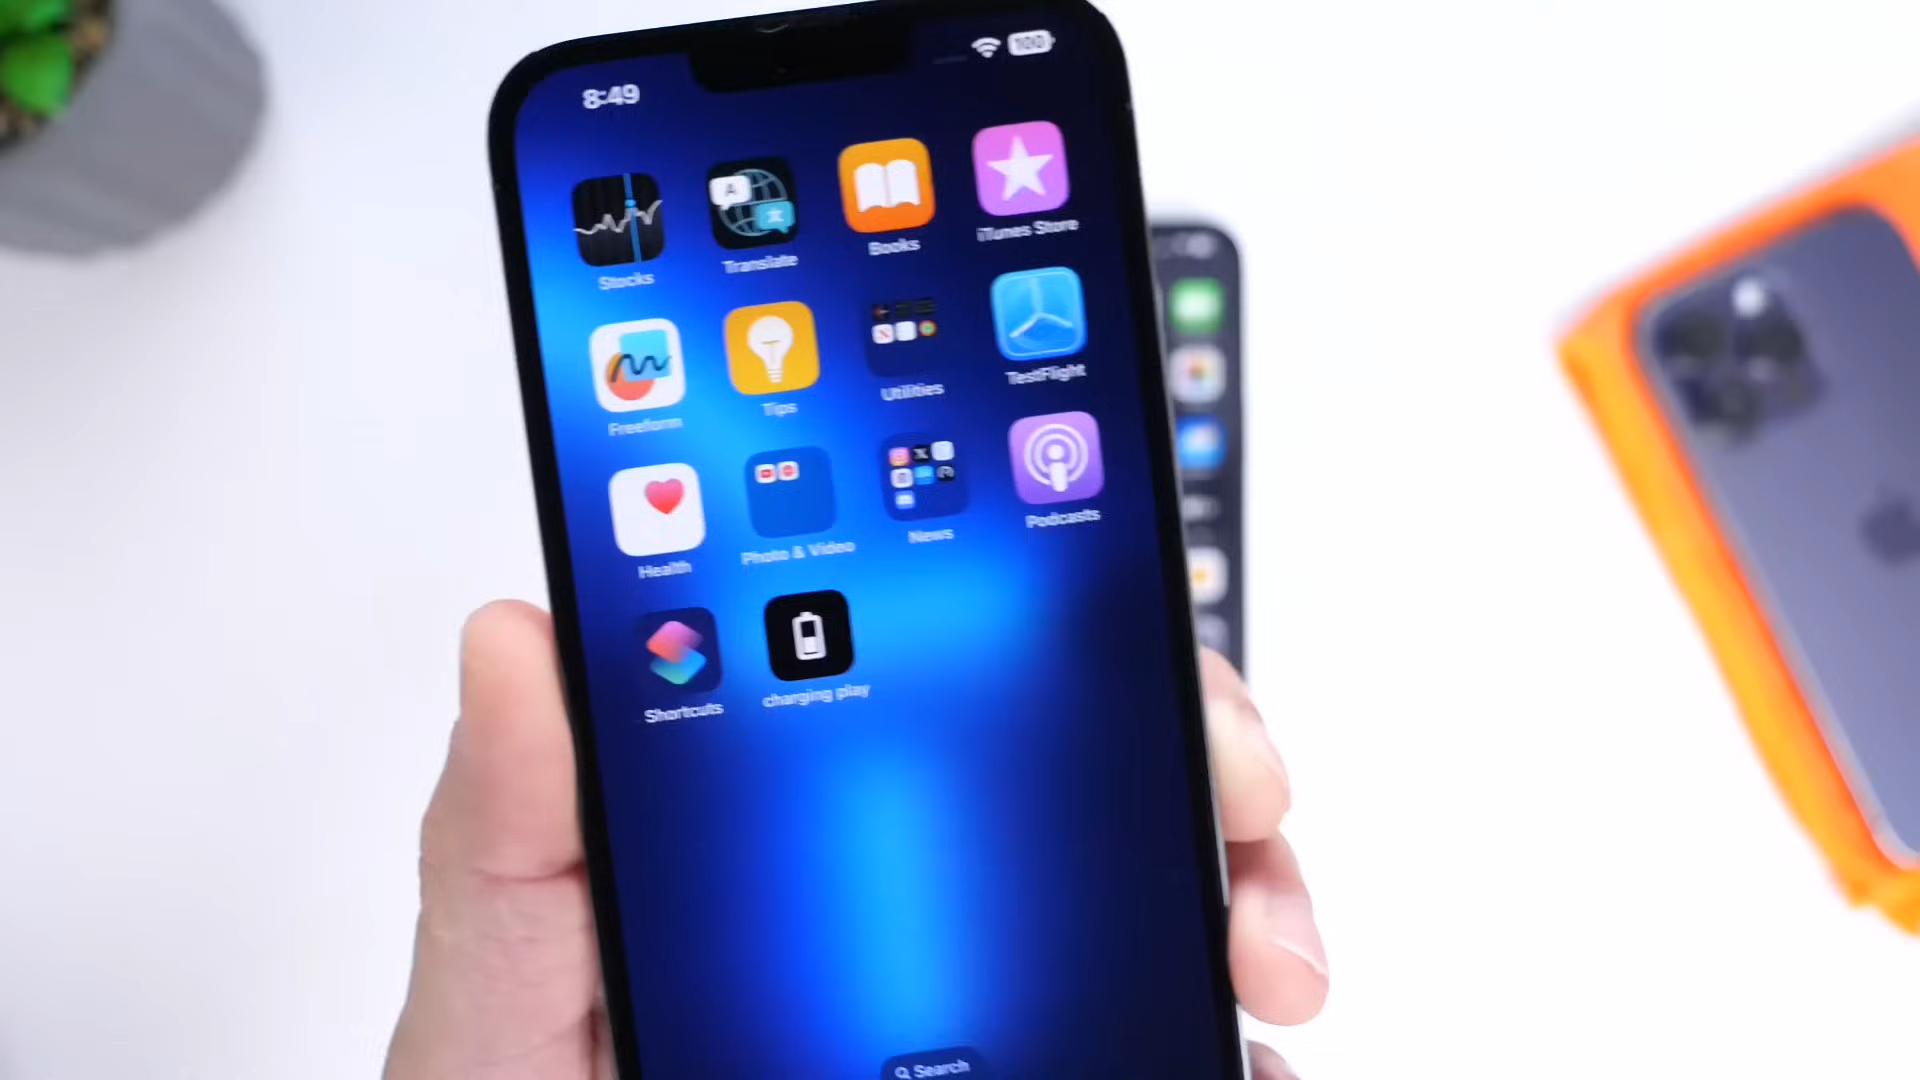 8:49
100
Stocks
Translate
Books
iTunes Store
Freeform
Tips
Utilities
TestFlight
Health
Photo & Video
News
Podcasts
Shortcuts
charging play
Search